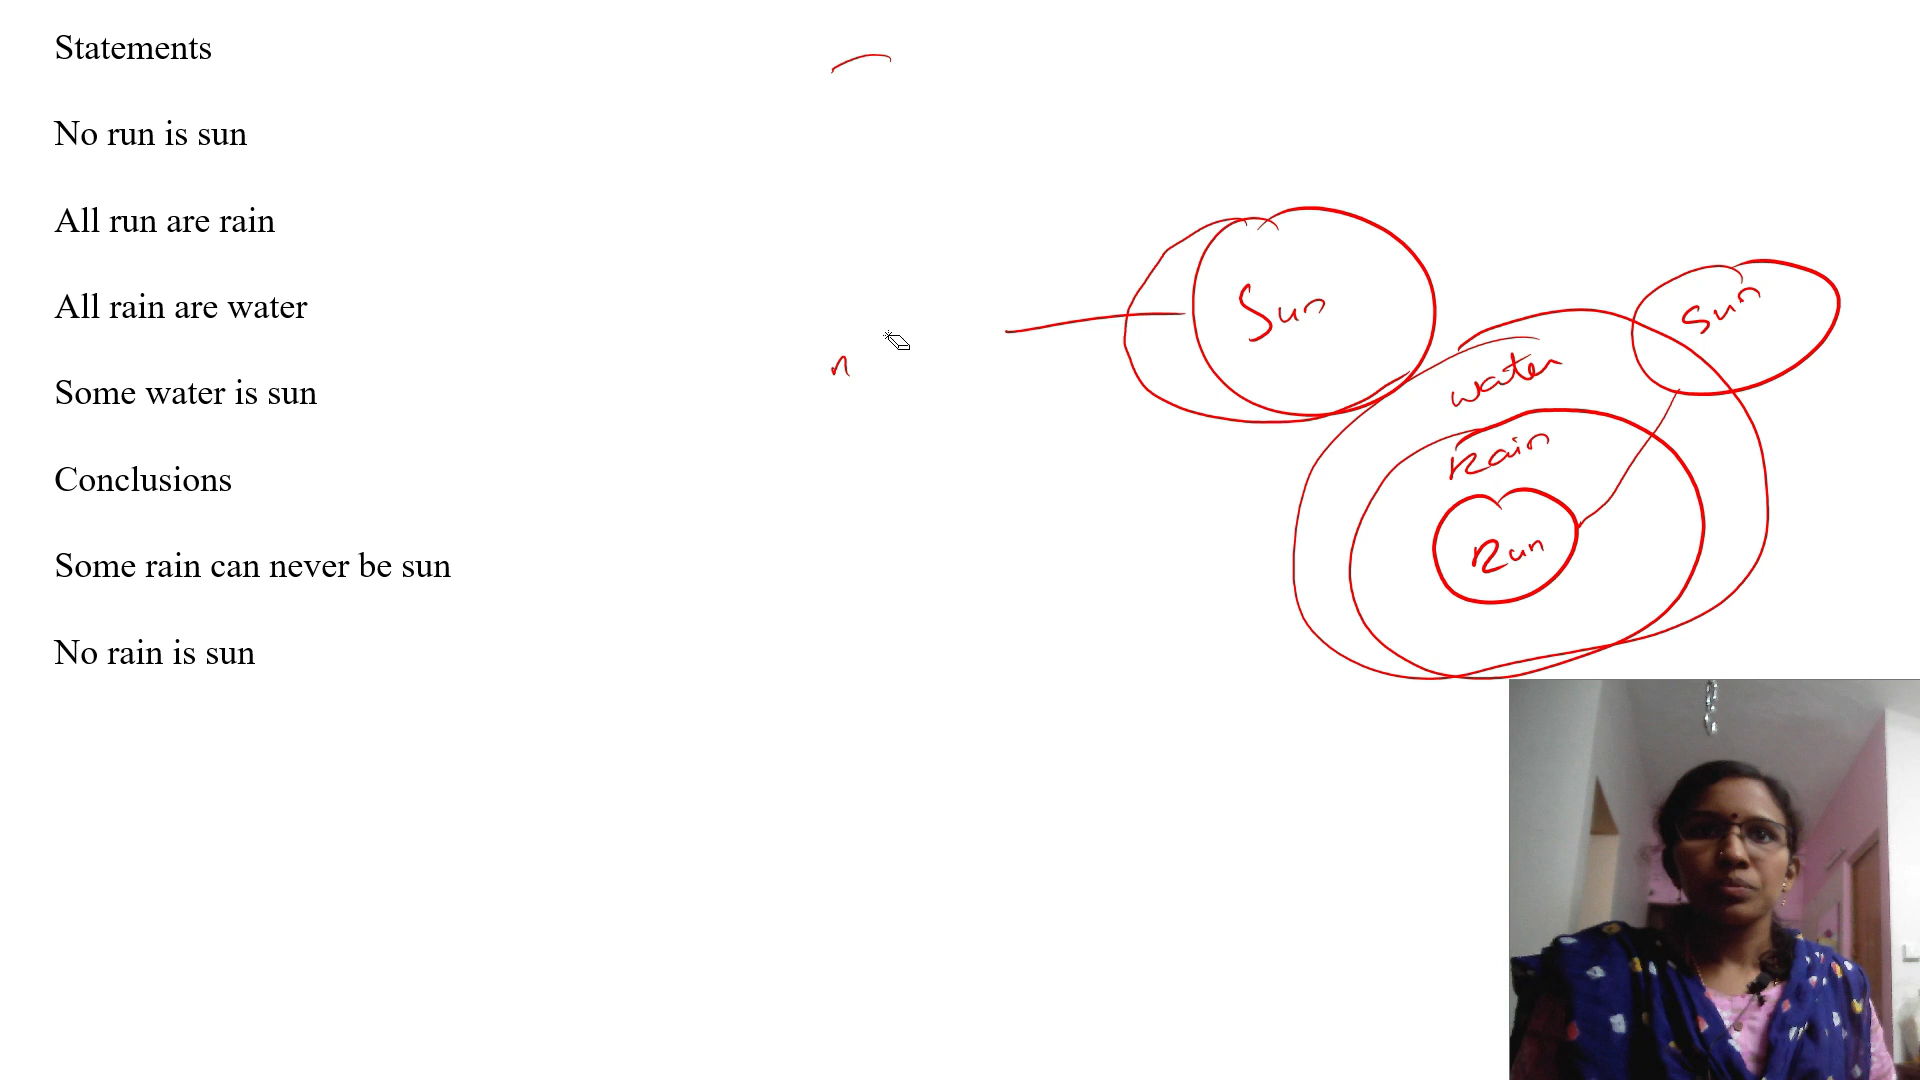 Statements
No run is sun
All run are rain
All rain are water
Some water is sun
Conclusions
Some rain can never be sun
No rain is sun
Sun
Sun
water
Rain
Run
n